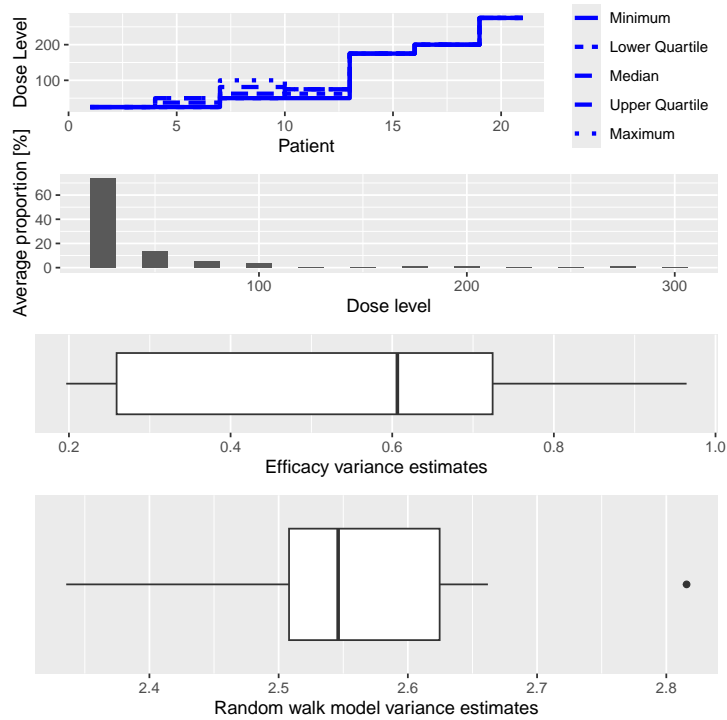 Dose Level
200
100
0
5
10
15
20
Patient
Minimum
Lower Quartile
Median
Upper Quartile
Maximum
Average proportion [%]
60
40
20
0
100
200
300
Dose level
0.2
0.4
0.6
0.8
1.0
Efficacy variance estimates
2.4
2.5
2.6
2.7
2.8
Random walk model variance estimates